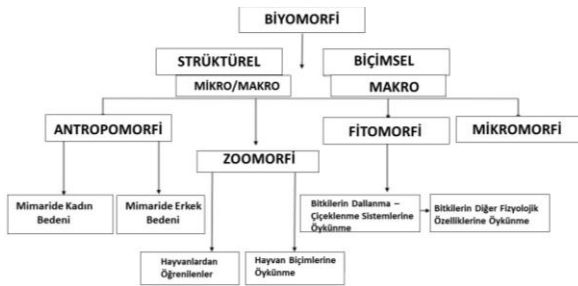 BİYOMORFİ
STRÜKTÜREL
BİÇİMSEL
MİKRO/MAKRO
MAKRO
ANTROPOMORFİ
FİTOMORFİ
MİKROMORFİ
ZOOMORFİ
Mimaride Kadın
Bedeni
Mimaride Erkek
Bedeni
Bitkilerin Dallanma –
Çiçeklenme Sistemlerine
Öykünme
Bitkilerin Diğer Fizyolojik
Özelliklerine Öykünme
Hayvanlardan
Öğrenilenler
Hayvan Biçimlerine
Öykünme